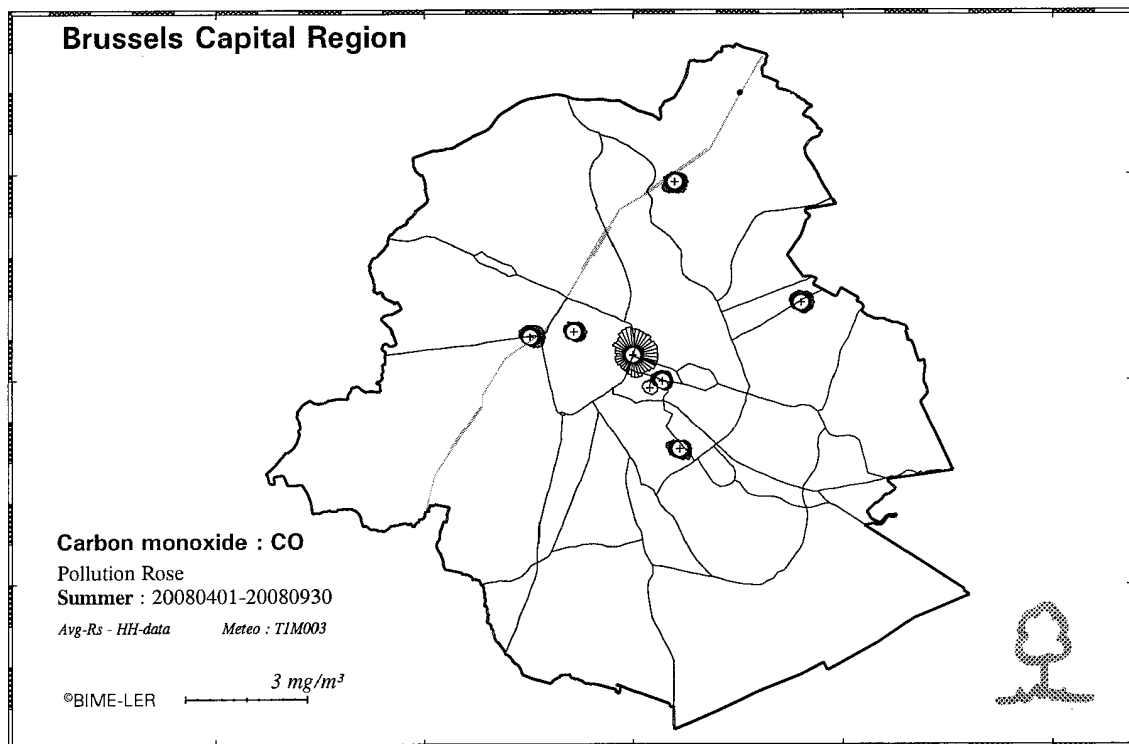 Brussels Capital Region
Carbon monoxide : CO
Pollution Rose
Summer : 20080401-20080930
Avg-Rs - HH-data Meteo : T1M003
3 mg/m³
©BIME-LER